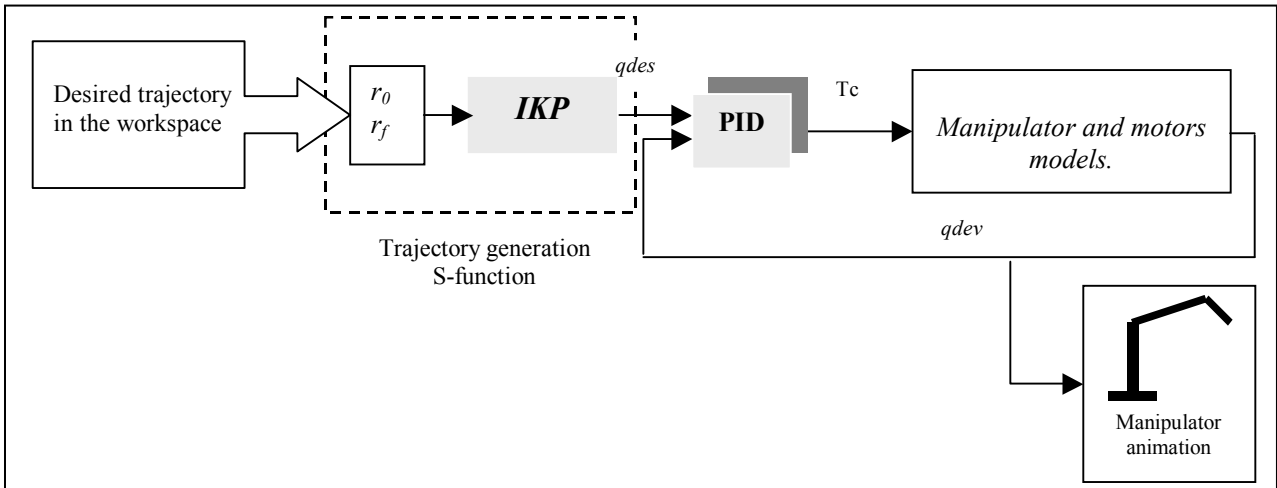 Desired trajectory
in the workspace
r0
rf
IKP
qdes
PID
Tc
Manipulator and motors
models.
Trajectory generation
S-function
qdev
Manipulator
animation